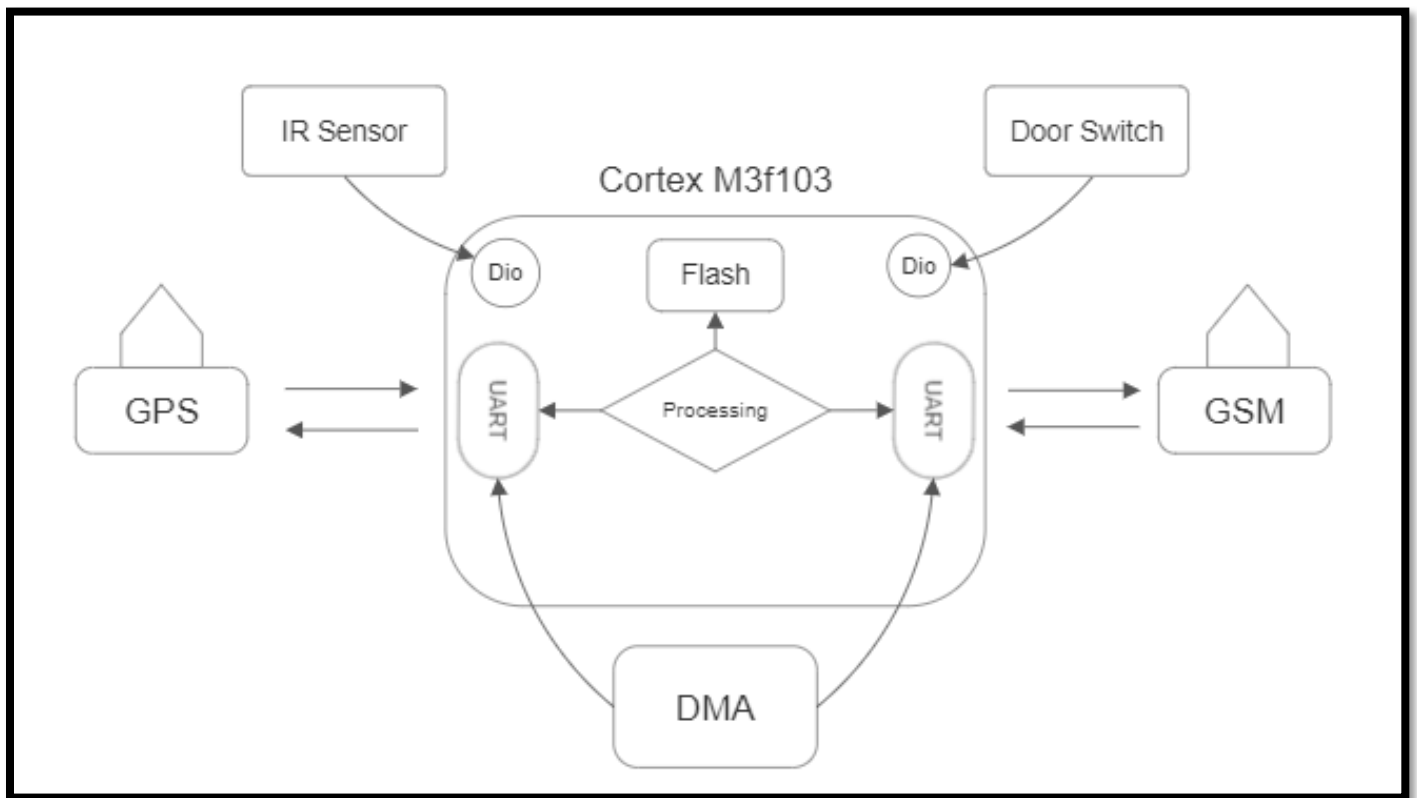 IR Sensor
Door Switch
Cortex M3f103
Dio
Flash
Dio
GPS
UART
Processing
UART
GSM
DMA